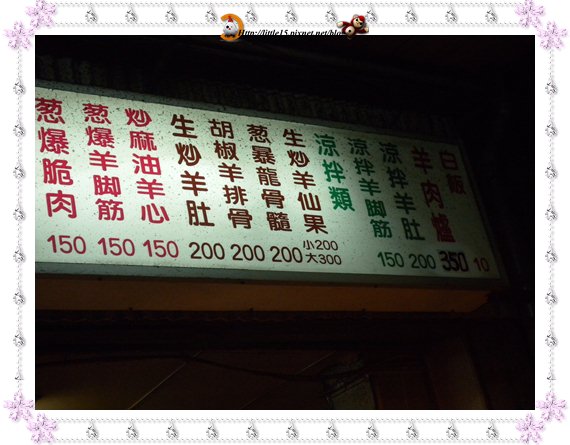 Http://little15.pixnet.net/blog
白飯 10
羊肉爐 350
涼拌羊肚 200
涼拌羊脚筋 150
涼拌類
生炒羊仙果 小200 大300
葱暴龍骨髓 200
胡椒羊排骨 200
生炒羊肚 200
炒麻油羊心 150
葱爆羊脚筋 150
葱爆脆肉 150